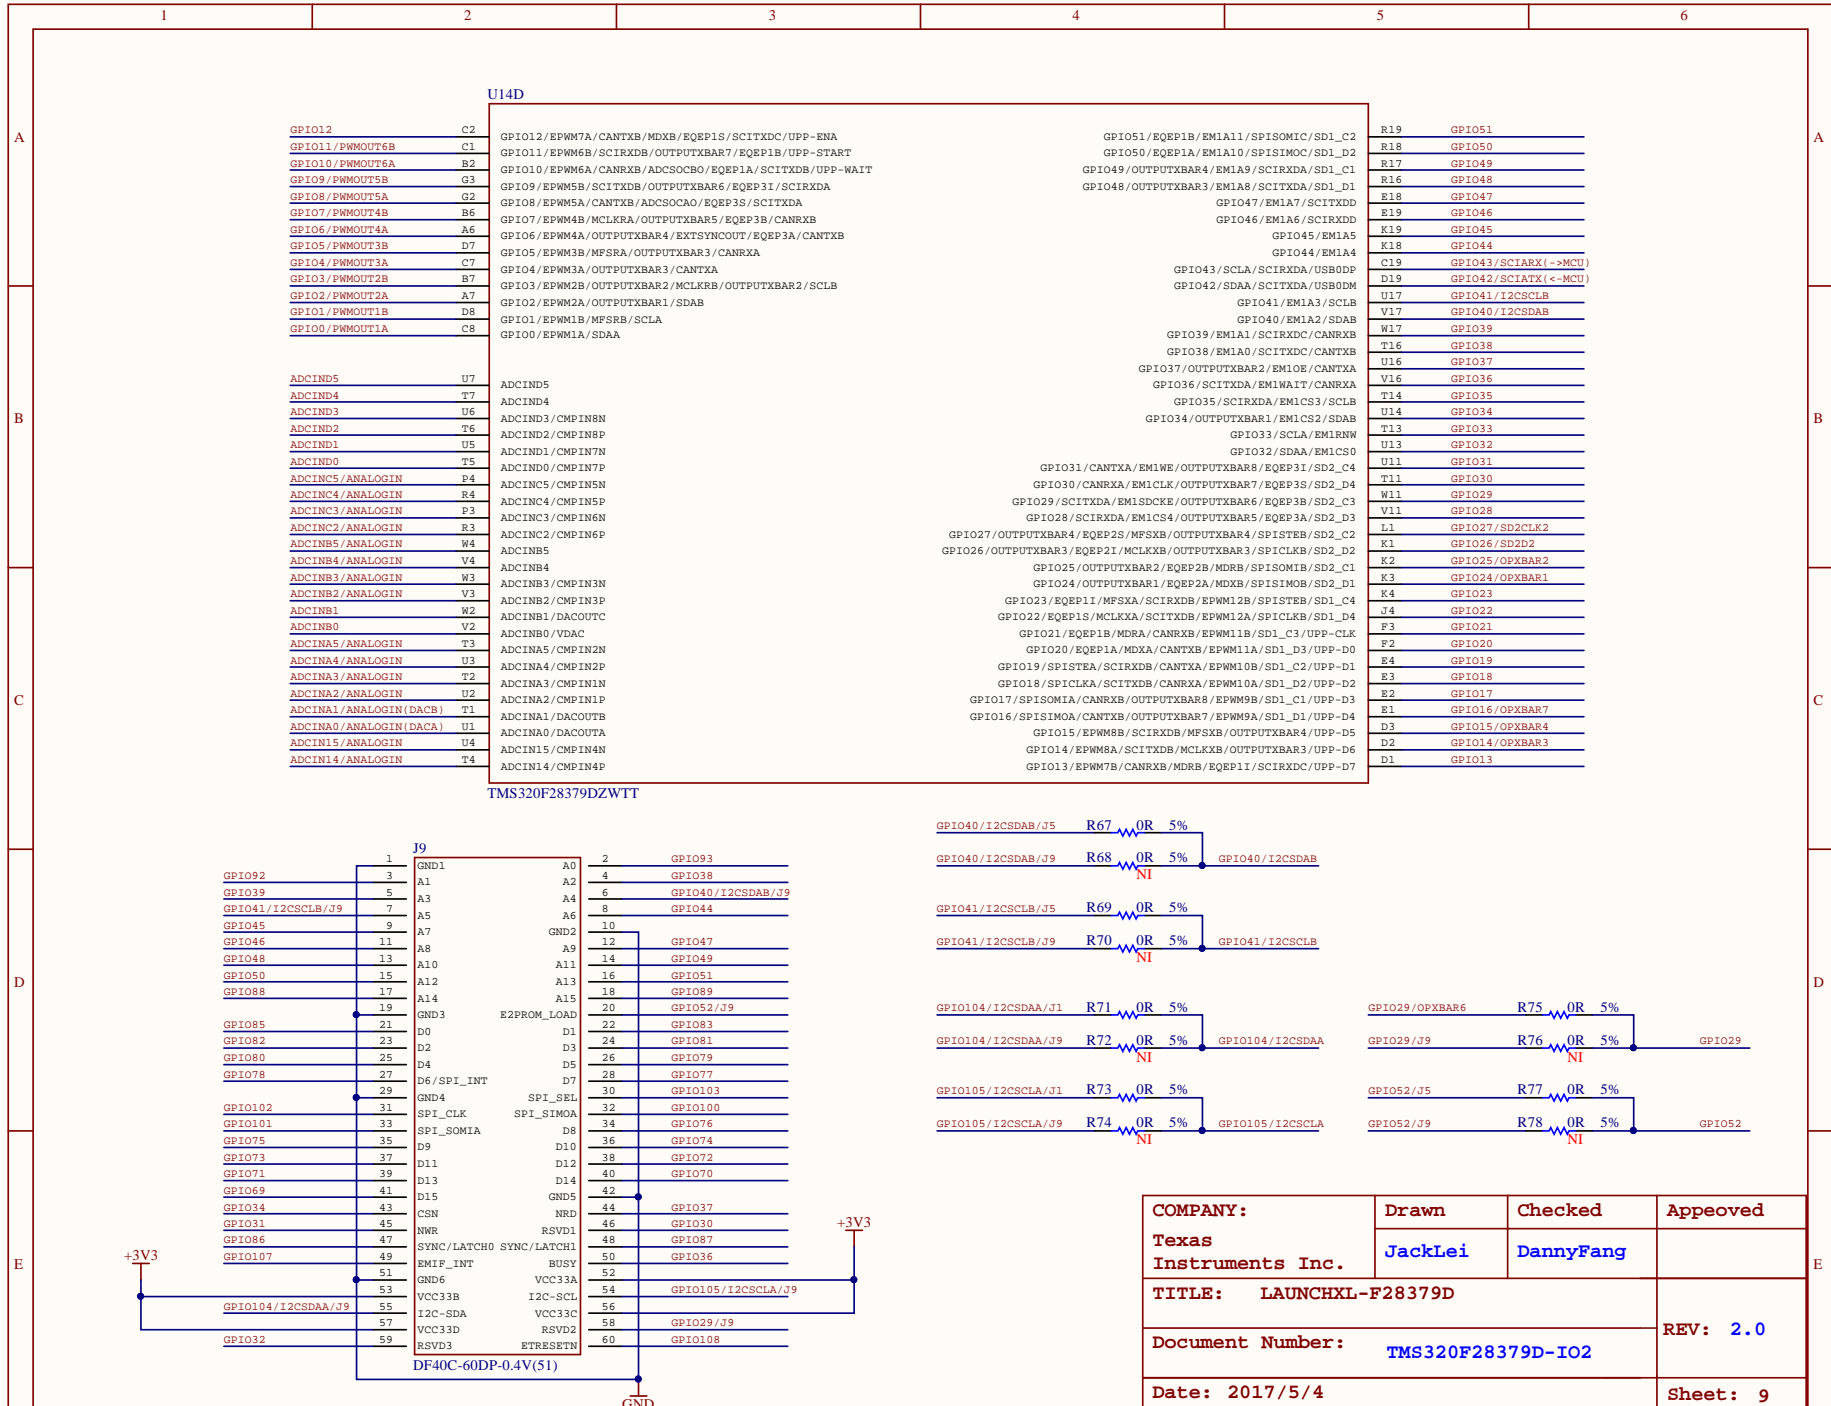 1 2 3 4 5 6
A A
B B
C C
D D
E E
U14D
GPIO12 C2 GPIO12/EPWM7A/CANTXB/MDXB/EQEP1S/SCITXDC/UPP-ENA
GPIO11/PWMOUT6B C1 GPIO11/EPWM6B/SCIRXDB/OUTPUTXBAR7/EQEP1B/UPP-START
GPIO10/PWMOUT6A B2 GPIO10/EPWM6A/CANRXB/ADCSOCBO/EQEP1A/SCITXDB/UPP-WAIT
GPIO9/PWMOUT5B G3 GPIO9/EPWM5B/SCITXDB/OUTPUTXBAR6/EQEP3I/SCIRXDA
GPIO8/PWMOUT5A G2 GPIO8/EPWM5A/CANTXB/ADCSOCAO/EQEP3S/SCITXDA
GPIO7/PWMOUT4B B6 GPIO7/EPWM4B/MCLKRA/OUTPUTXBAR5/EQEP3B/CANRXB
GPIO6/PWMOUT4A A6 GPIO6/EPWM4A/OUTPUTXBAR4/EXTSYNCOUT/EQEP3A/CANTXB
GPIO5/PWMOUT3B D7 GPIO5/EPWM3B/MFSRA/OUTPUTXBAR3/CANRXA
GPIO4/PWMOUT3A C7 GPIO4/EPWM3A/OUTPUTXBAR3/CANTXA
GPIO3/PWMOUT2B B7 GPIO3/EPWM2B/OUTPUTXBAR2/MCLKRB/OUTPUTXBAR2/SCLB
GPIO2/PWMOUT2A A7 GPIO2/EPWM2A/OUTPUTXBAR1/SDAB
GPIO1/PWMOUT1B D8 GPIO1/EPWM1B/MFSRB/SCLA
GPIO0/PWMOUT1A C8 GPIO0/EPWM1A/SDAA
ADCIND5 U7 ADCIND5
ADCIND4 T7 ADCIND4
ADCIND3 U6 ADCIND3/CMPIN8N
ADCIND2 T6 ADCIND2/CMPIN8P
ADCIND1 U5 ADCIND1/CMPIN7N
ADCIND0 T5 ADCIND0/CMPIN7P
ADCINC5/ANALOGIN P4 ADCINC5/CMPIN5N
ADCINC4/ANALOGIN R4 ADCINC4/CMPIN5P
ADCINC3/ANALOGIN P3 ADCINC3/CMPIN6N
ADCINC2/ANALOGIN R3 ADCINC2/CMPIN6P
ADCINB5/ANALOGIN W4 ADCINB5
ADCINB4/ANALOGIN V4 ADCINB4
ADCINB3/ANALOGIN W3 ADCINB3/CMPIN3N
ADCINB2/ANALOGIN V3 ADCINB2/CMPIN3P
ADCINB1 W2 ADCINB1/DACOUTC
ADCINB0 V2 ADCINB0/VDAC
ADCINA5/ANALOGIN T3 ADCINA5/CMPIN2N
ADCINA4/ANALOGIN U3 ADCINA4/CMPIN2P
ADCINA3/ANALOGIN T2 ADCINA3/CMPIN1N
ADCINA2/ANALOGIN U2 ADCINA2/CMPIN1P
ADCINA1/ANALOGIN(DACB) T1 ADCINA1/DACOUTB
ADCINA0/ANALOGIN(DACA) U1 ADCINA0/DACOUTA
ADCIN15/ANALOGIN U4 ADCIN15/CMPIN4N
ADCIN14/ANALOGIN T4 ADCIN14/CMPIN4P
GPIO51/EQEP1B/EM1A11/SPISOMIC/SD1_C2 R19 GPIO51
GPIO50/EQEP1A/EM1A10/SPISIMOC/SD1_D2 R18 GPIO50
GPIO49/OUTPUTXBAR4/EM1A9/SCIRXDA/SD1_C1 R17 GPIO49
GPIO48/OUTPUTXBAR3/EM1A8/SCITXDA/SD1_D1 R16 GPIO48
GPIO47/EM1A7/SCITXDD E18 GPIO47
GPIO46/EM1A6/SCIRXDD E19 GPIO46
GPIO45/EM1A5 K19 GPIO45
GPIO44/EM1A4 K18 GPIO44
GPIO43/SCLA/SCIRXDA/USB0DP C19 GPIO43/SCIARX(->MCU)
GPIO42/SDAA/SCITXDA/USB0DM D19 GPIO42/SCIATX(<-MCU)
GPIO41/EM1A3/SCLB U17 GPIO41/I2CSCLB
GPIO40/EM1A2/SDAB V17 GPIO40/I2CSDAB
GPIO39/EM1A1/SCIRXDC/CANRXB W17 GPIO39
GPIO38/EM1A0/SCITXDC/CANTXB T16 GPIO38
GPIO37/OUTPUTXBAR2/EM1OE/CANTXA U16 GPIO37
GPIO36/SCITXDA/EM1WAIT/CANRXA V16 GPIO36
GPIO35/SCIRXDA/EM1CS3/SCLB T14 GPIO35
GPIO34/OUTPUTXBAR1/EM1CS2/SDAB U14 GPIO34
GPIO33/SCLA/EM1RNW T13 GPIO33
GPIO32/SDAA/EM1CS0 U13 GPIO32
GPIO31/CANTXA/EM1WE/OUTPUTXBAR8/EQEP3I/SD2_C4 U11 GPIO31
GPIO30/CANRXA/EM1CLK/OUTPUTXBAR7/EQEP3S/SD2_D4 T11 GPIO30
GPIO29/SCITXDA/EM1SDCKE/OUTPUTXBAR6/EQEP3B/SD2_C3 W11 GPIO29
GPIO28/SCIRXDA/EM1CS4/OUTPUTXBAR5/EQEP3A/SD2_D3 V11 GPIO28
GPIO27/OUTPUTXBAR4/EQEP2S/MFSXB/OUTPUTXBAR4/SPISTEB/SD2_C2 L1 GPIO27/SD2CLK2
GPIO26/OUTPUTXBAR3/EQEP2I/MCLKXB/OUTPUTXBAR3/SPICLKB/SD2_D2 K1 GPIO26/SD2D2
GPIO25/OUTPUTXBAR2/EQEP2B/MDRB/SPISOMIB/SD2_C1 K2 GPIO25/OPXBAR2
GPIO24/OUTPUTXBAR1/EQEP2A/MDXB/SPISIMOB/SD2_D1 K3 GPIO24/OPXBAR1
GPIO23/EQEP1I/MFSXA/SCIRXDB/EPWM12B/SPISTEB/SD1_C4 K4 GPIO23
GPIO22/EQEP1S/MCLKXA/SCITXDB/EPWM12A/SPICLKB/SD1_D4 J4 GPIO22
GPIO21/EQEP1B/MDRA/CANRXB/EPWM11B/SD1_C3/UPP-CLK F3 GPIO21
GPIO20/EQEP1A/MDXA/CANTXB/EPWM11A/SD1_D3/UPP-D0 F2 GPIO20
GPIO19/SPISTEA/SCIRXDB/CANTXA/EPWM10B/SD1_C2/UPP-D1 E4 GPIO19
GPIO18/SPICLKA/SCITXDB/CANRXA/EPWM10A/SD1_D2/UPP-D2 E3 GPIO18
GPIO17/SPISOMIA/CANRXB/OUTPUTXBAR8/EPWM9B/SD1_C1/UPP-D3 E2 GPIO17
GPIO16/SPISIMOA/CANTXB/OUTPUTXBAR7/EPWM9A/SD1_D1/UPP-D4 E1 GPIO16/OPXBAR7
GPIO15/EPWM8B/SCIRXDB/MFSXB/OUTPUTXBAR4/UPP-D5 D3 GPIO15/OPXBAR4
GPIO14/EPWM8A/SCITXDB/MCLKXB/OUTPUTXBAR3/UPP-D6 D2 GPIO14/OPXBAR3
GPIO13/EPWM7B/CANRXB/MDRB/EQEP1I/SCIRXDC/UPP-D7 D1 GPIO13
TMS320F28379DZWTT
J9
1 GND1 A0 2 GPIO93
GPIO92 3 A1 A2 4 GPIO38
GPIO39 5 A3 A4 6 GPIO40/I2CSDAB/J9
GPIO41/I2CSCLB/J9 7 A5 A6 8 GPIO44
GPIO45 9 A7 GND2 10
GPIO46 11 A8 A9 12 GPIO47
GPIO48 13 A10 A11 14 GPIO49
GPIO50 15 A12 A13 16 GPIO51
GPIO88 17 A14 A15 18 GPIO89
19 GND3 E2PROM_LOAD 20 GPIO52/J9
GPIO85 21 D0 D1 22 GPIO83
GPIO82 23 D2 D3 24 GPIO81
GPIO80 25 D4 D5 26 GPIO79
GPIO78 27 D6/SPI_INT D7 28 GPIO77
29 GND4 SPI_SEL 30 GPIO103
GPIO102 31 SPI_CLK SPI_SIMOA 32 GPIO100
GPIO101 33 SPI_SOMIA D8 34 GPIO76
GPIO75 35 D9 D10 36 GPIO74
GPIO73 37 D11 D12 38 GPIO72
GPIO71 39 D13 D14 40 GPIO70
GPIO69 41 D15 GND5 42
GPIO34 43 CSN NRD 44 GPIO37
GPIO31 45 NWR RSVD1 46 GPIO30
GPIO86 47 SYNC/LATCH0 SYNC/LATCH1 48 GPIO87
GPIO107 49 EMIF_INT BUSY 50 GPIO36
51 GND6 VCC33A 52
53 VCC33B I2C-SCL 54 GPIO105/I2CSCLA/J9
GPIO104/I2CSDAA/J9 55 I2C-SDA VCC33C 56
57 VCC33D RSVD2 58 GPIO29/J9
GPIO32 59 RSVD3 ETRESETN 60 GPIO108
+3V3
+3V3
DF40C-60DP-0.4V(51)
GND
GPIO40/I2CSDAB/J5 R67 0R 5%
GPIO40/I2CSDAB/J9 R68 0R 5% GPIO40/I2CSDAB
NI
GPIO41/I2CSCLB/J5 R69 0R 5%
GPIO41/I2CSCLB/J9 R70 0R 5% GPIO41/I2CSCLB
NI
GPIO104/I2CSDAA/J1 R71 0R 5%
GPIO104/I2CSDAA/J9 R72 0R 5% GPIO104/I2CSDAA
NI
GPIO105/I2CSCLA/J1 R73 0R 5%
GPIO105/I2CSCLA/J9 R74 0R 5% GPIO105/I2CSCLA
NI
GPIO29/OPXBAR6 R75 0R 5%
GPIO29/J9 R76 0R 5% GPIO29
NI
GPIO52/J5 R77 0R 5%
GPIO52/J9 R78 0R 5% GPIO52
NI
COMPANY: Drawn Checked Appeoved
Texas
Instruments Inc. JackLei DannyFang
TITLE: LAUNCHXL-F28379D
REV: 2.0
Document Number: TMS320F28379D-IO2
Date: 2017/5/4 Sheet: 9